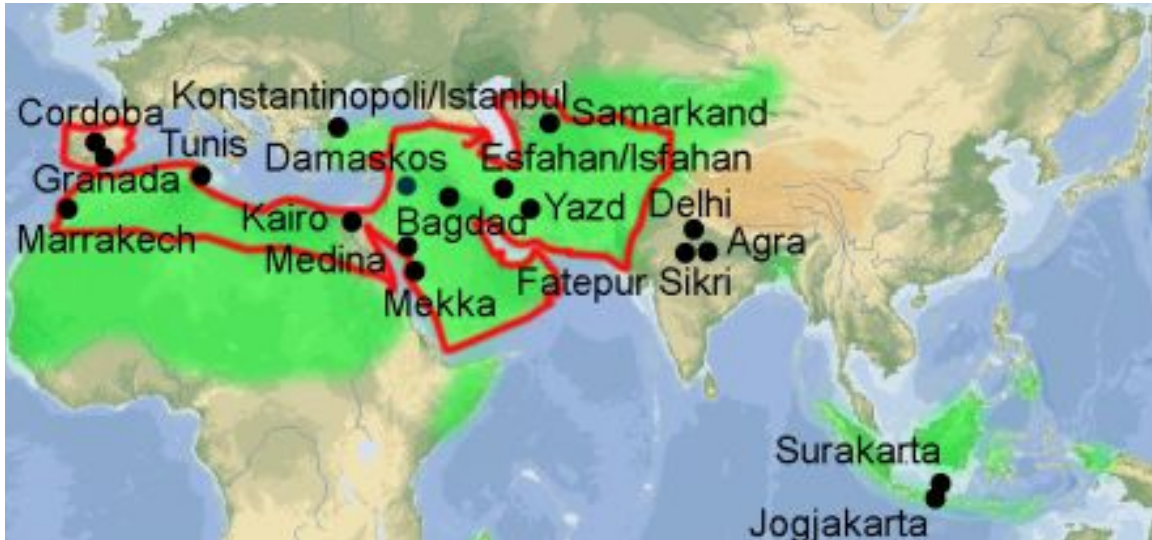 Konstantinopoli/Istanbul
Cordoba
Samarkand
Tunis
Damaskos
Esfahan/Isfahan
Granada
Yazd
Delhi
Kairo
Bagdad
Marrakech
Agra
Medina
Fatepur Sikri
Mekka
Surakarta
Jogjakarta